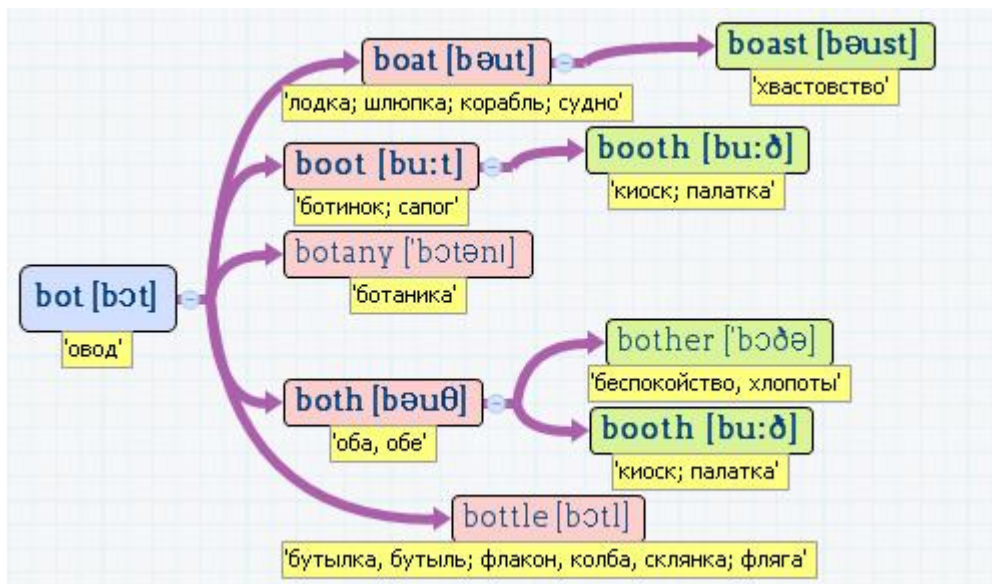 boat [bəut]
'лодка; шлюпка; корабль; судно'
boast [bəust]
'хвастовство'
boot [bu:t]
'ботинок; сапог'
booth [bu:ð]
'киоск; палатка'
botany ['bɔtənɪ]
'ботаника'
bot [bɔt]
'овод'
both [bəuθ]
'оба, обе'
bother ['bɔðə]
'беспокойство, хлопоты'
booth [bu:ð]
'киоск; палатка'
bottle [bɔtl]
'бутылка, бутыль; флакон, колба, склянка; фляга'